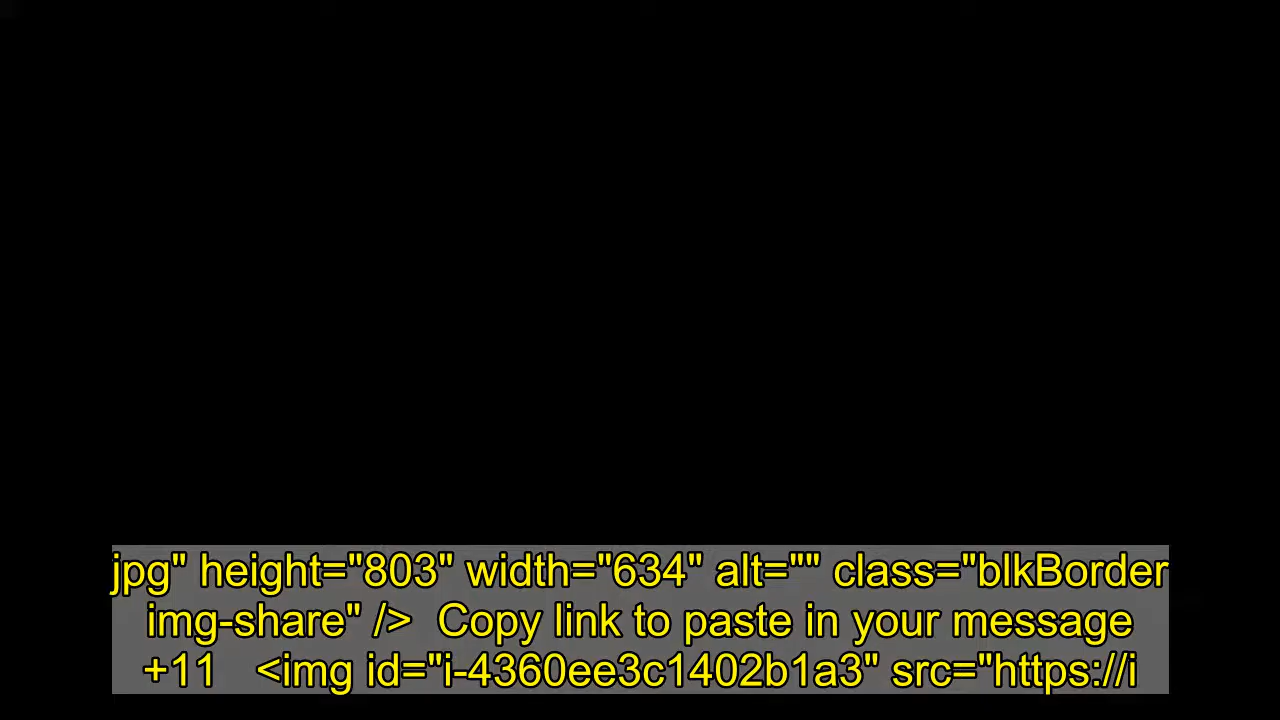 jpg" height="803" width="634" alt="" class="blkBorder
img-share" />  Copy link to paste in your message
+11   <img id="i-4360ee3c1402b1a3" src="https://i